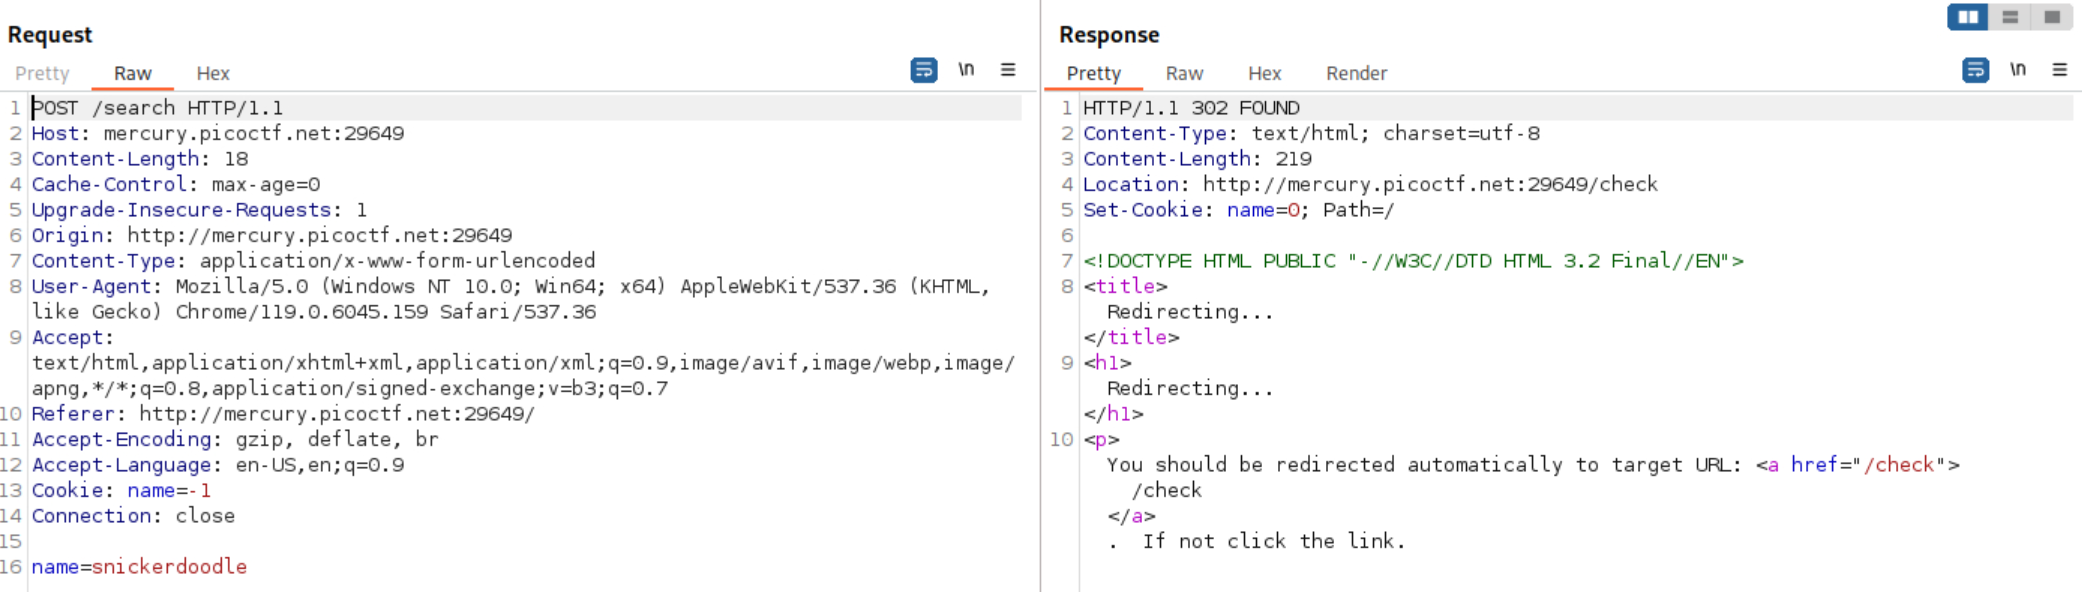 Request
Pretty Raw Hex \n
1 POST /search HTTP/1.1
2 Host: mercury.picoctf.net:29649
3 Content-Length: 18
4 Cache-Control: max-age=0
5 Upgrade-Insecure-Requests: 1
6 Origin: http://mercury.picoctf.net:29649
7 Content-Type: application/x-www-form-urlencoded
8 User-Agent: Mozilla/5.0 (Windows NT 10.0; Win64; x64) AppleWebKit/537.36 (KHTML,
like Gecko) Chrome/119.0.6045.159 Safari/537.36
9 Accept:
text/html,application/xhtml+xml,application/xml;q=0.9,image/avif,image/webp,image/
apng,*/*;q=0.8,application/signed-exchange;v=b3;q=0.7
10 Referer: http://mercury.picoctf.net:29649/
11 Accept-Encoding: gzip, deflate, br
12 Accept-Language: en-US,en;q=0.9
13 Cookie: name=-1
14 Connection: close
15
16 name=snickerdoodle
Response
Pretty Raw Hex Render \n
1 HTTP/1.1 302 FOUND
2 Content-Type: text/html; charset=utf-8
3 Content-Length: 219
4 Location: http://mercury.picoctf.net:29649/check
5 Set-Cookie: name=0; Path=/
6
7 <!DOCTYPE HTML PUBLIC "-//W3C//DTD HTML 3.2 Final//EN">
8 <title>
Redirecting...
</title>
9 <h1>
Redirecting...
</h1>
10 <p>
You should be redirected automatically to target URL: <a href="/check">
/check
</a>
. If not click the link.